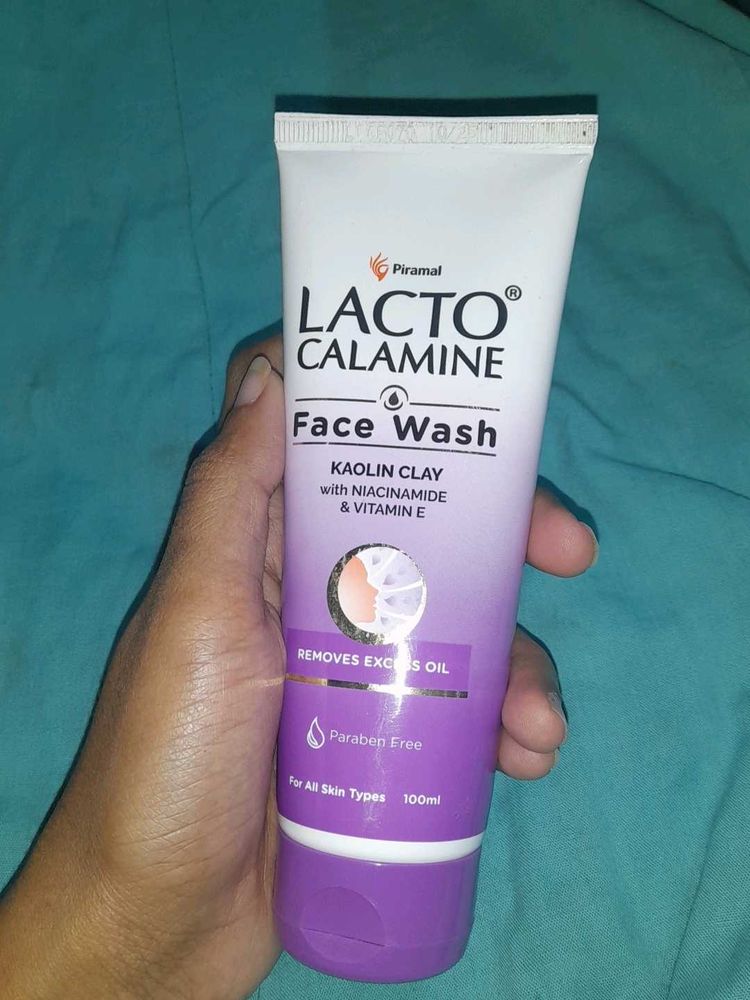 Piramal
LACTO®
CALAMINE
Face Wash
KAOLIN CLAY
with NIACINAMIDE
& VITAMIN E
REMOVES EXCESS OIL
Paraben Free
For All Skin Types 100ml